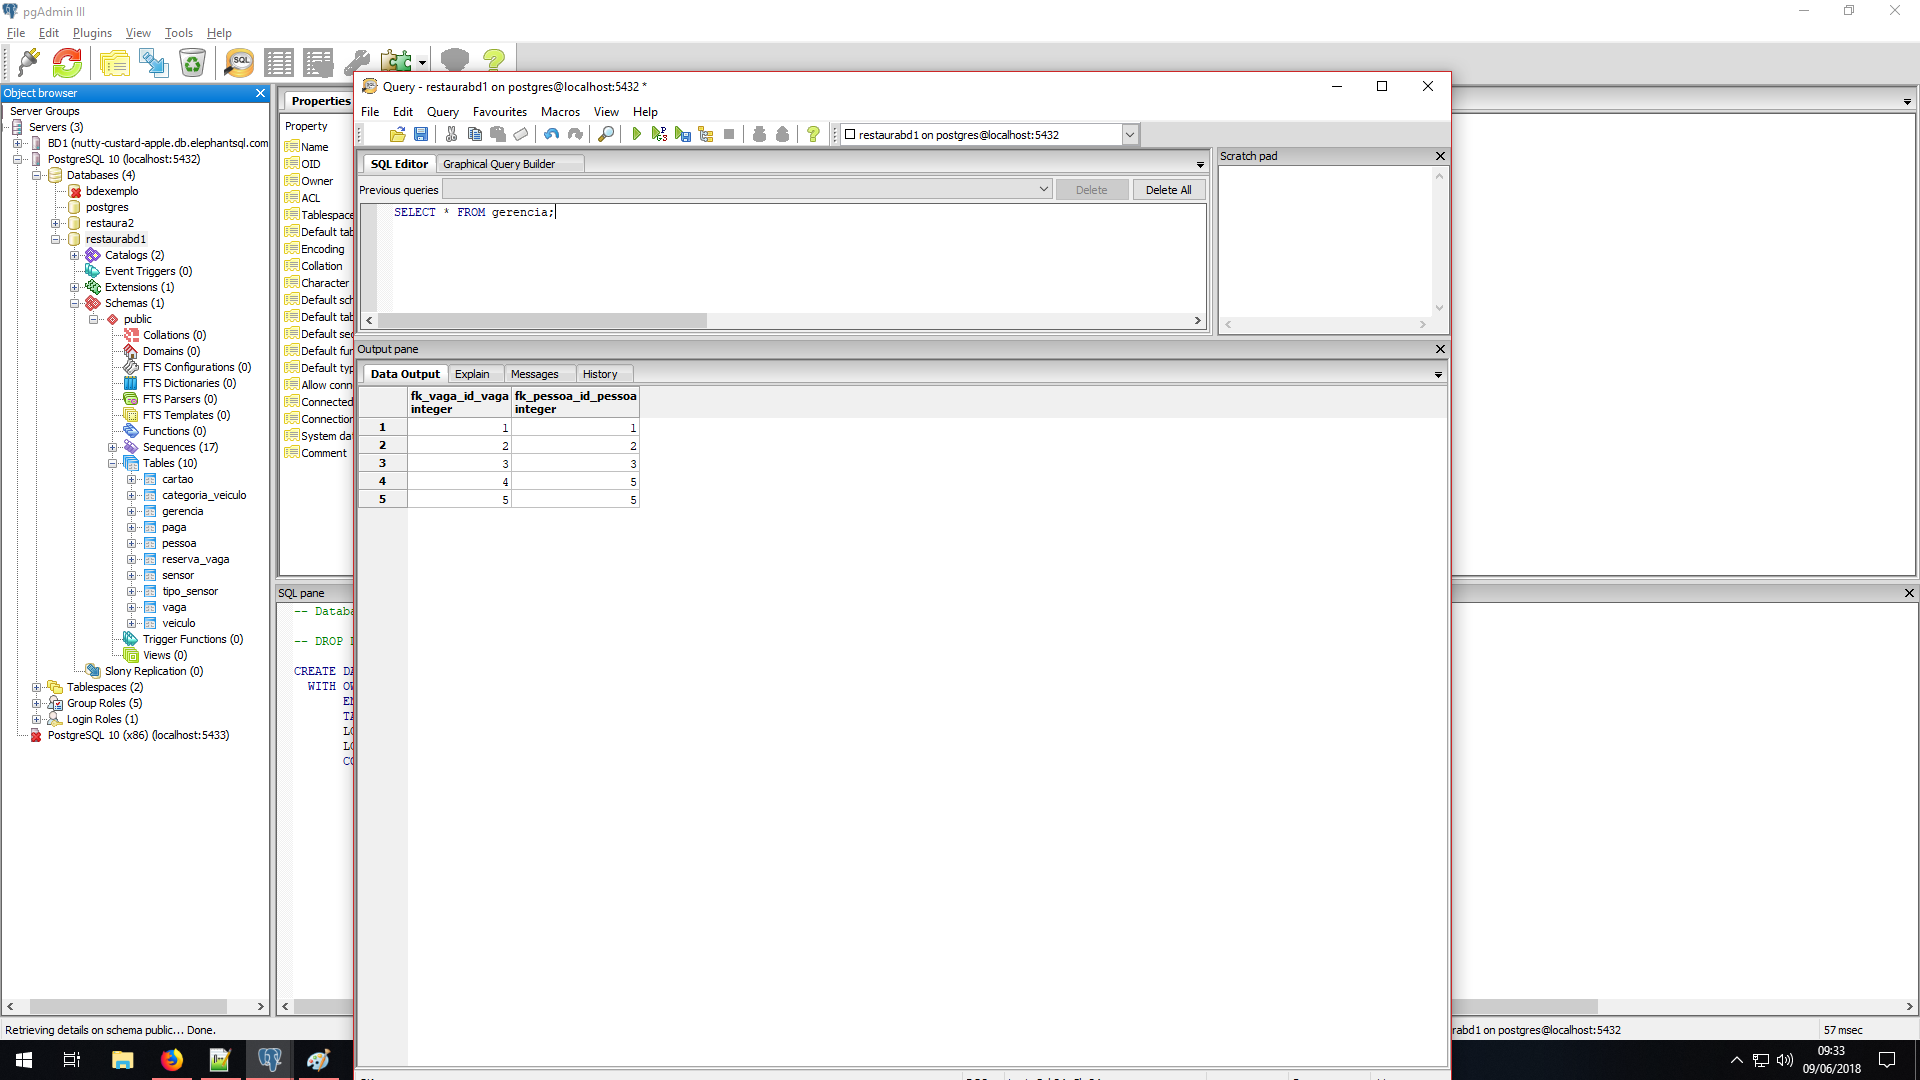 pgAdmin III
File Edit Plugins View Tools Help
Object browser
Server Groups
Servers (3)
BD1 (nutty-custard-apple.db.elephantsql.com
PostgreSQL 10 (localhost:5432)
Databases (4)
bdexemplo
postgres
restaura2
restaurabd1
Catalogs (2)
Event Triggers (0)
Extensions (1)
Schemas (1)
public
Collations (0)
Domains (0)
FTS Configurations (0)
FTS Dictionaries (0)
FTS Parsers (0)
FTS Templates (0)
Functions (0)
Sequences (17)
Tables (10)
cartao
categoria_veiculo
gerencia
paga
pessoa
reserva_vaga
sensor
tipo_sensor
vaga
veiculo
Trigger Functions (0)
Views (0)
Slony Replication (0)
Tablespaces (2)
Group Roles (5)
Login Roles (1)
PostgreSQL 10 (x86) (localhost:5433)
Properties
Property
Name
OID
Owner
ACL
Tablespace
Default tab
Encoding
Collation
Character
Default sch
Default tab
Default sec
Default fun
Default typ
Allow conn
Connected
Connection
System dat
Comment
SQL pane
-- Databa
-- DROP D
CREATE DA
WITH OW
EN
TA
LC
LC
CO
Query - restaurabd1 on postgres@localhost:5432 *
File Edit Query Favourites Macros View Help
SQL
restaurabd1 on postgres@localhost:5432
SQL Editor Graphical Query Builder
Previous queries Delete Delete All
SELECT * FROM gerencia;
Scratch pad
Output pane
Data Output Explain Messages History
fk_vaga_id_vaga fk_pessoa_id_pessoa
integer integer
1 1 1
2 2 2
3 3 3
4 4 5
5 5 5
Retrieving details on schema public... Done.
rabd1 on postgres@localhost:5432
57 msec
09:33
09/06/2018